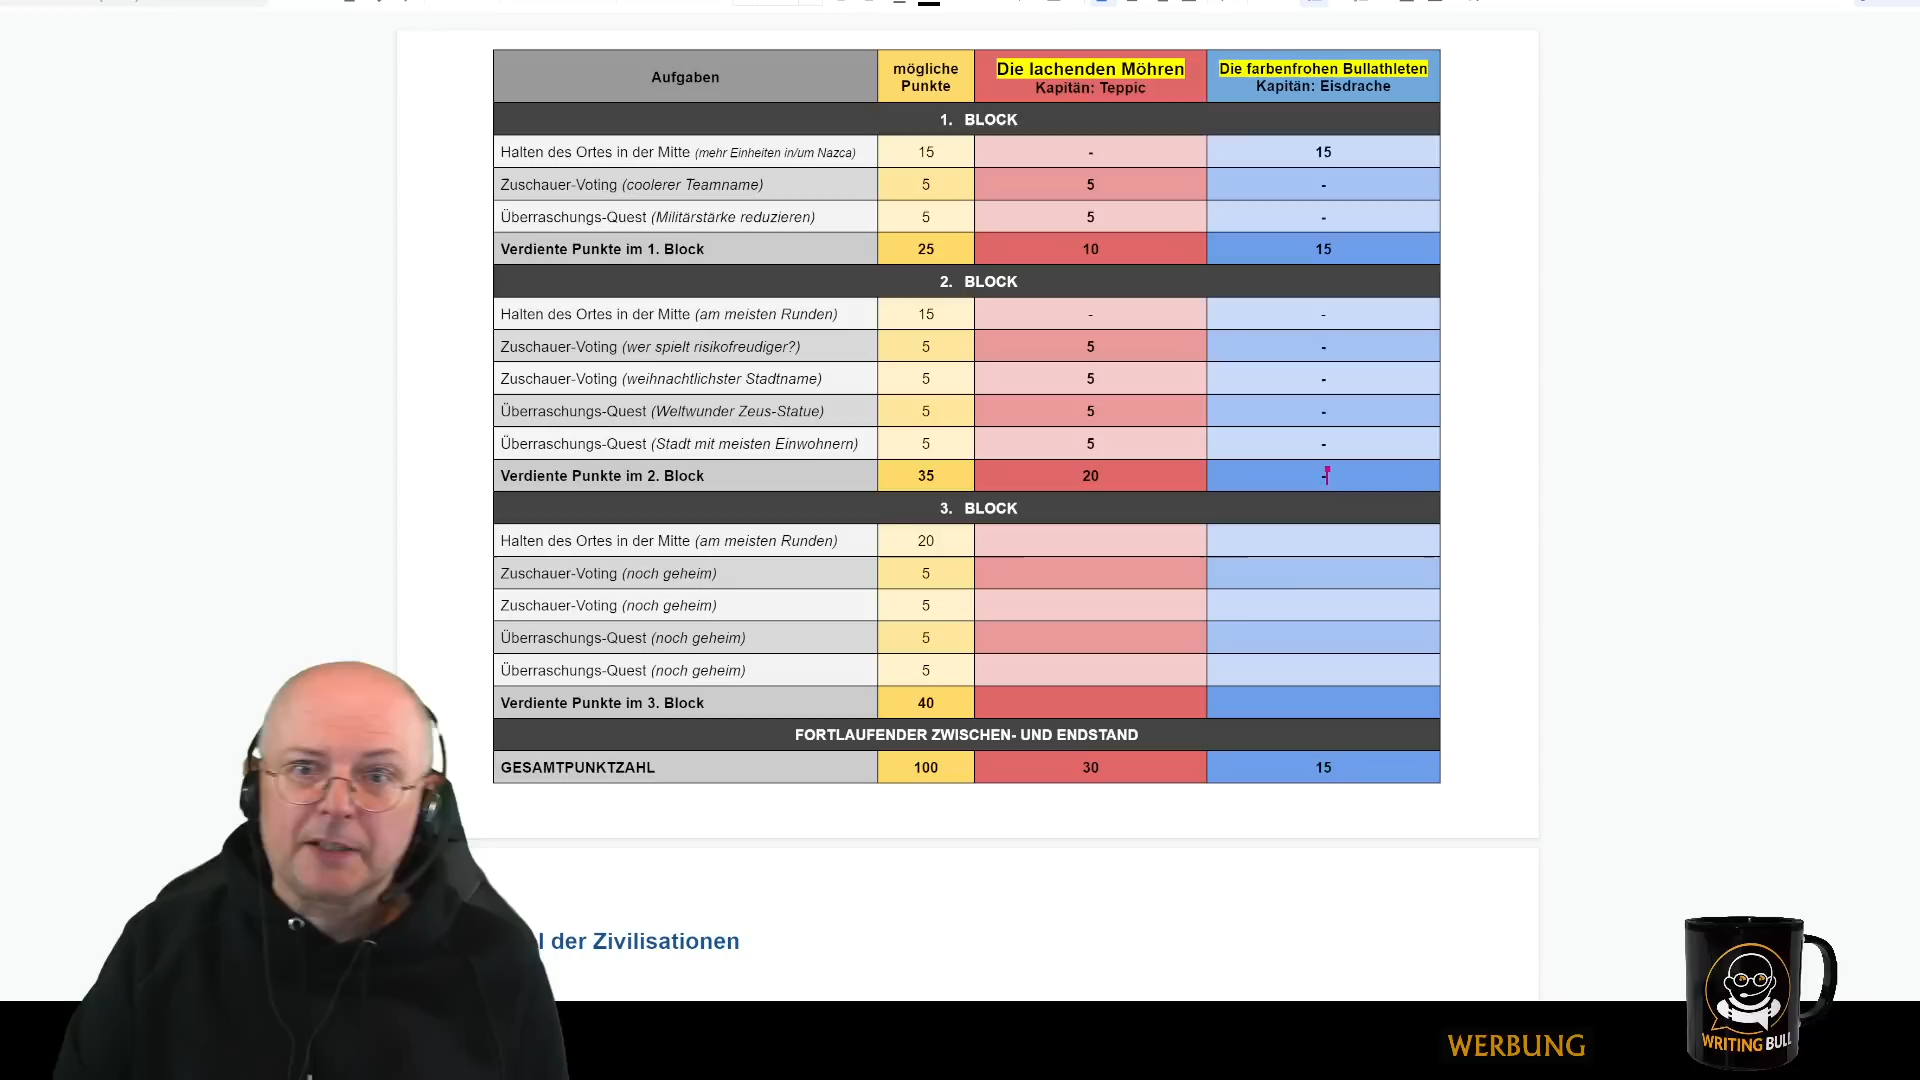 Aufgaben
mögliche Punkte
Die lachenden Möhren
Kapitän: Teppic
Die farbenfrohen Bullathleten
Kapitän: Eisdrache
1. BLOCK
Halten des Ortes in der Mitte (mehr Einheiten in/um Nazca) 15 - 15
Zuschauer-Voting (coolerer Teamname) 5 5 -
Überraschungs-Quest (Militärstärke reduzieren) 5 5 -
Verdiente Punkte im 1. Block 25 10 15
2. BLOCK
Halten des Ortes in der Mitte (am meisten Runden) 15 - -
Zuschauer-Voting (wer spielt risikofreudiger?) 5 5 -
Zuschauer-Voting (weihnachtlichster Stadtname) 5 5 -
Überraschungs-Quest (Weltwunder Zeus-Statue) 5 5 -
Überraschungs-Quest (Stadt mit meisten Einwohnern) 5 5 -
Verdiente Punkte im 2. Block 35 20 -
3. BLOCK
Halten des Ortes in der Mitte (am meisten Runden) 20
Zuschauer-Voting (noch geheim) 5
Zuschauer-Voting (noch geheim) 5
Überraschungs-Quest (noch geheim) 5
Überraschungs-Quest (noch geheim) 5
Verdiente Punkte im 3. Block 40
FORTLAUFENDER ZWISCHEN- UND ENDSTAND
GESAMTPUNKTZAHL 100 30 15
l der Zivilisationen
WERBUNG
WRITING BULL